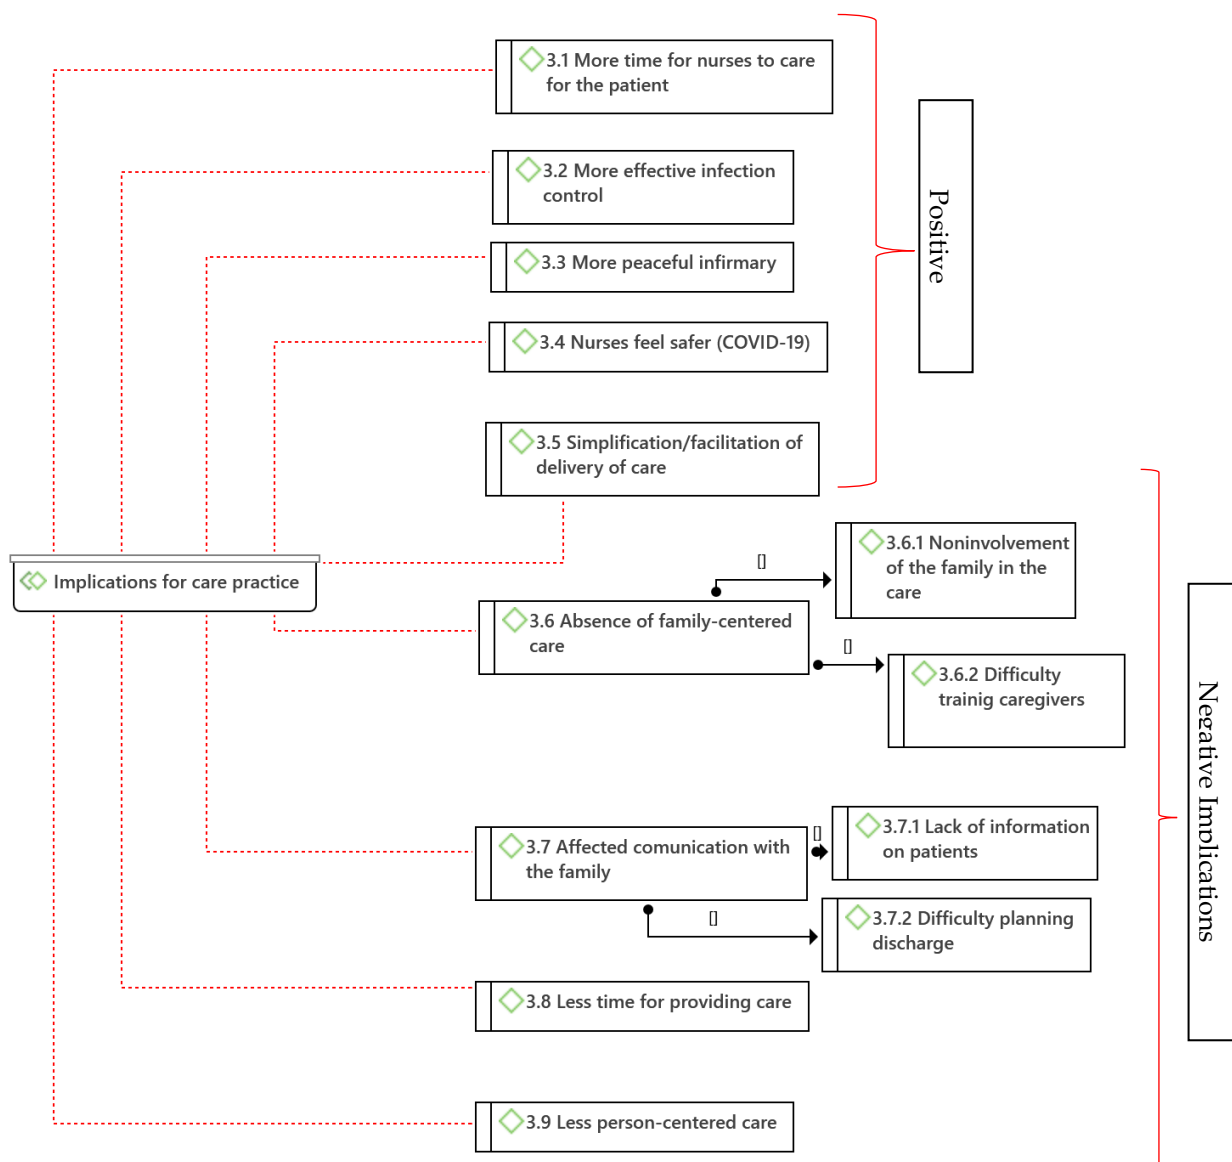 3.1 More time for nurses to care
for the patient
3.2 More effective infection
control
3.3 More peaceful infirmary
3.4 Nurses feel safer (COVID-19)
3.5 Simplification/facilitation of
delivery of care
Positive
Implications for care practice
3.6 Absence of family-centered
care
[]
3.6.1 Noninvolvement
of the family in the
care
[]
3.6.2 Difficulty
trainig caregivers
3.7 Affected comunication with
the family
[]
3.7.1 Lack of information
on patients
[]
3.7.2 Difficulty planning
discharge
3.8 Less time for providing care
3.9 Less person-centered care
Negative Implications